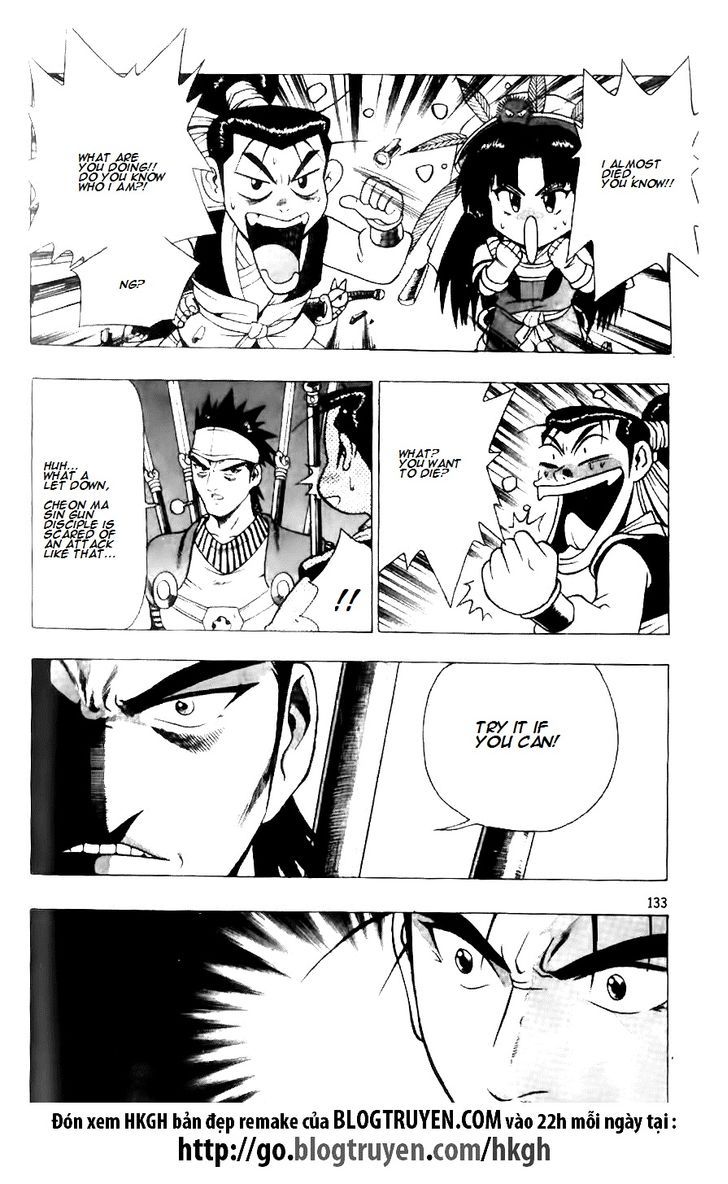 WHAT ARE
YOU DOING!!
DO YOU KNOW
WHO I AM?!
NG?
I ALMOST
DIED,
YOU KNOW!!
HUH...
WHAT A
LET DOWN,
CHEON MA
SIN GUN
DISCIPLE IS
SCARED OF
AN ATTACK
LIKE THAT...
!!
WHAT?
YOU WANT
TO DIE?
TRY IT IF
YOU CAN!
133
Đón xem HKGH bản đẹp remake của BLOGTRUYEN.COM vào 22h mỗi ngày tại :
http://go.blogtruyen.com/hkgh